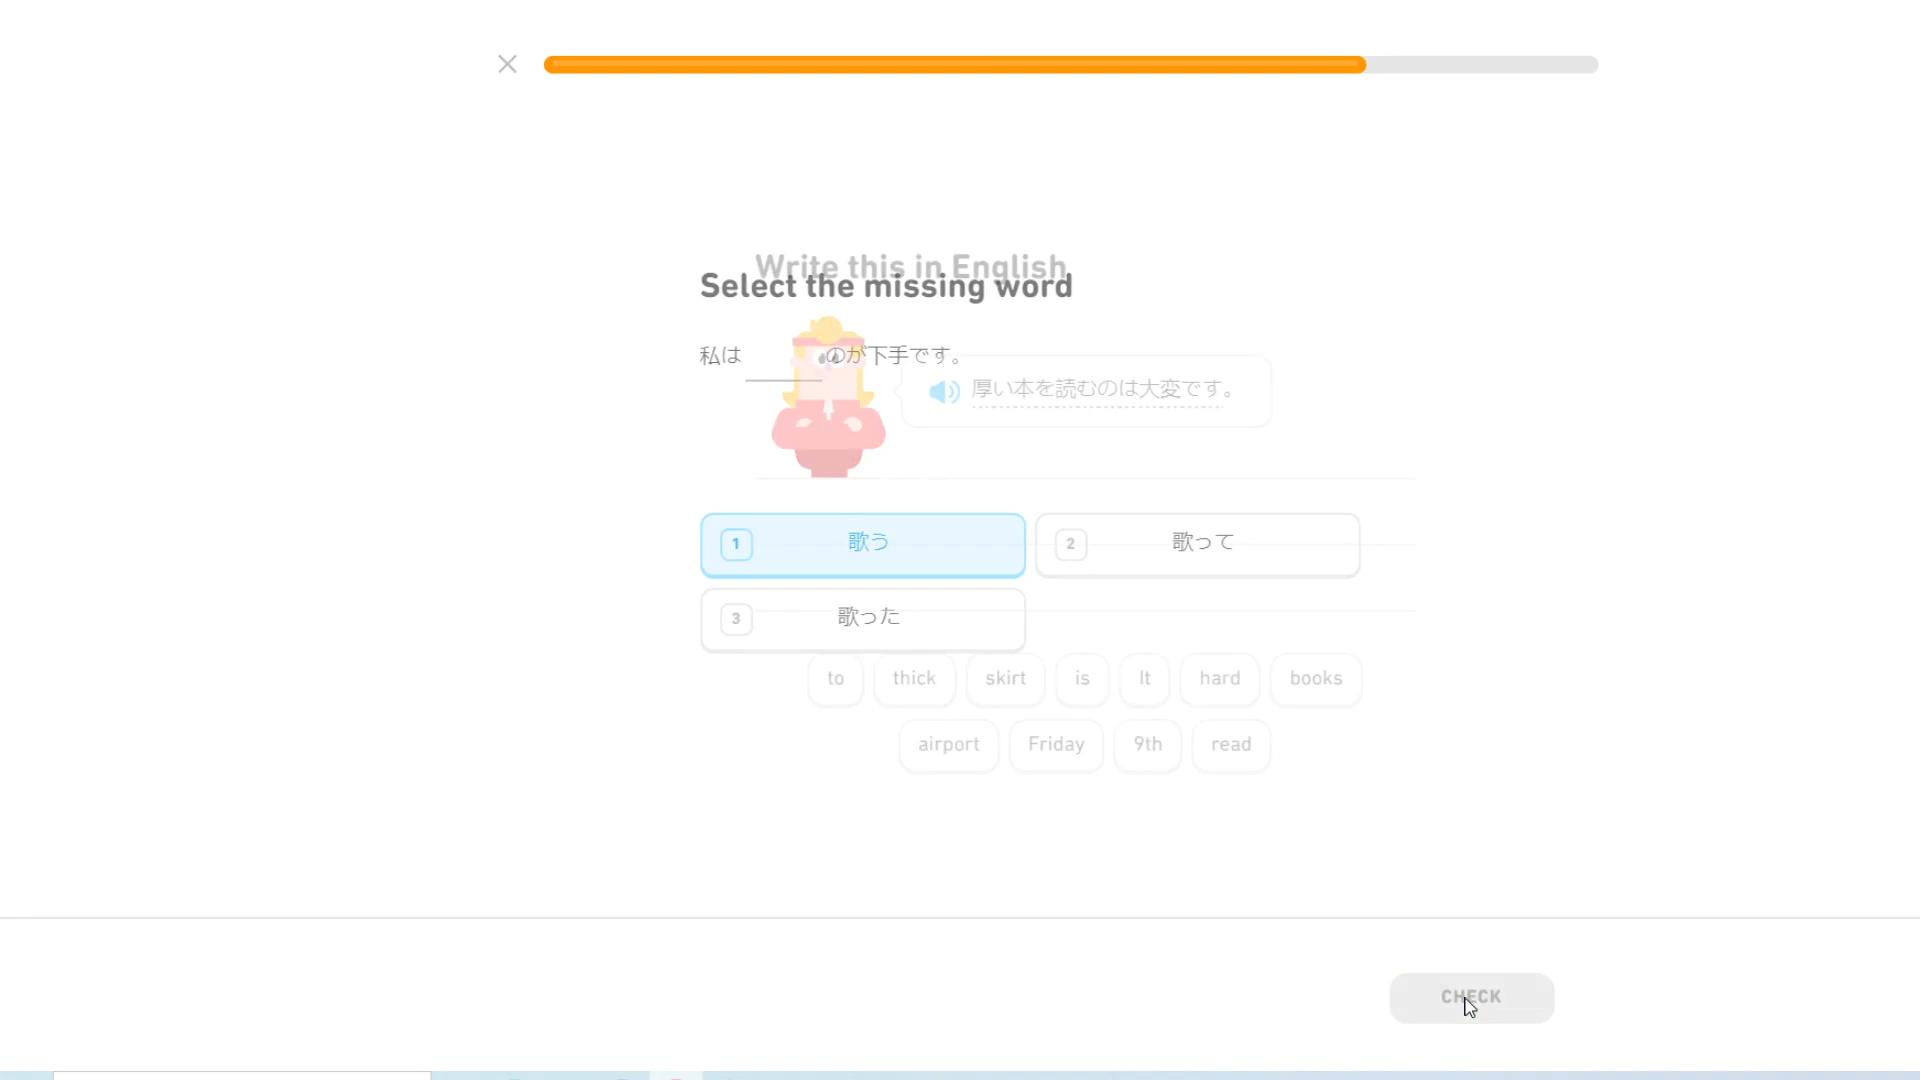 Write this in English
Select the missing word
私は のが下手です。
厚い本を読むのは大変です。
1 歌う
2 歌って
3 歌った
to thick skirt is It hard books
airport Friday 9th read
CHECK